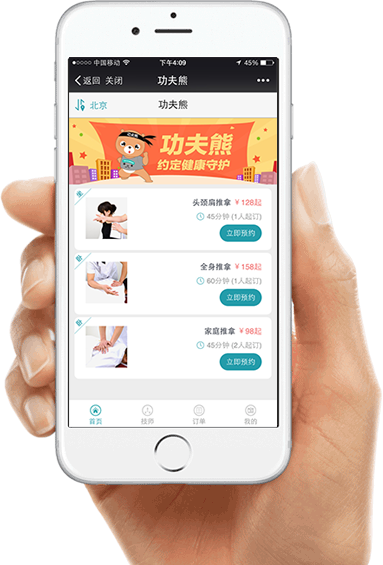 中国移动 下午4:09 45%
返回 关闭 功夫熊
北京 功夫熊
功夫熊
约定健康守护
头颈肩推拿 ￥128起
45分钟 (1人起订)
立即预约
全身推拿 ￥158起
60分钟 (1人起订)
立即预约
家庭推拿 ￥98起
45分钟 (2人起订)
立即预约
首页 技师 订单 我的